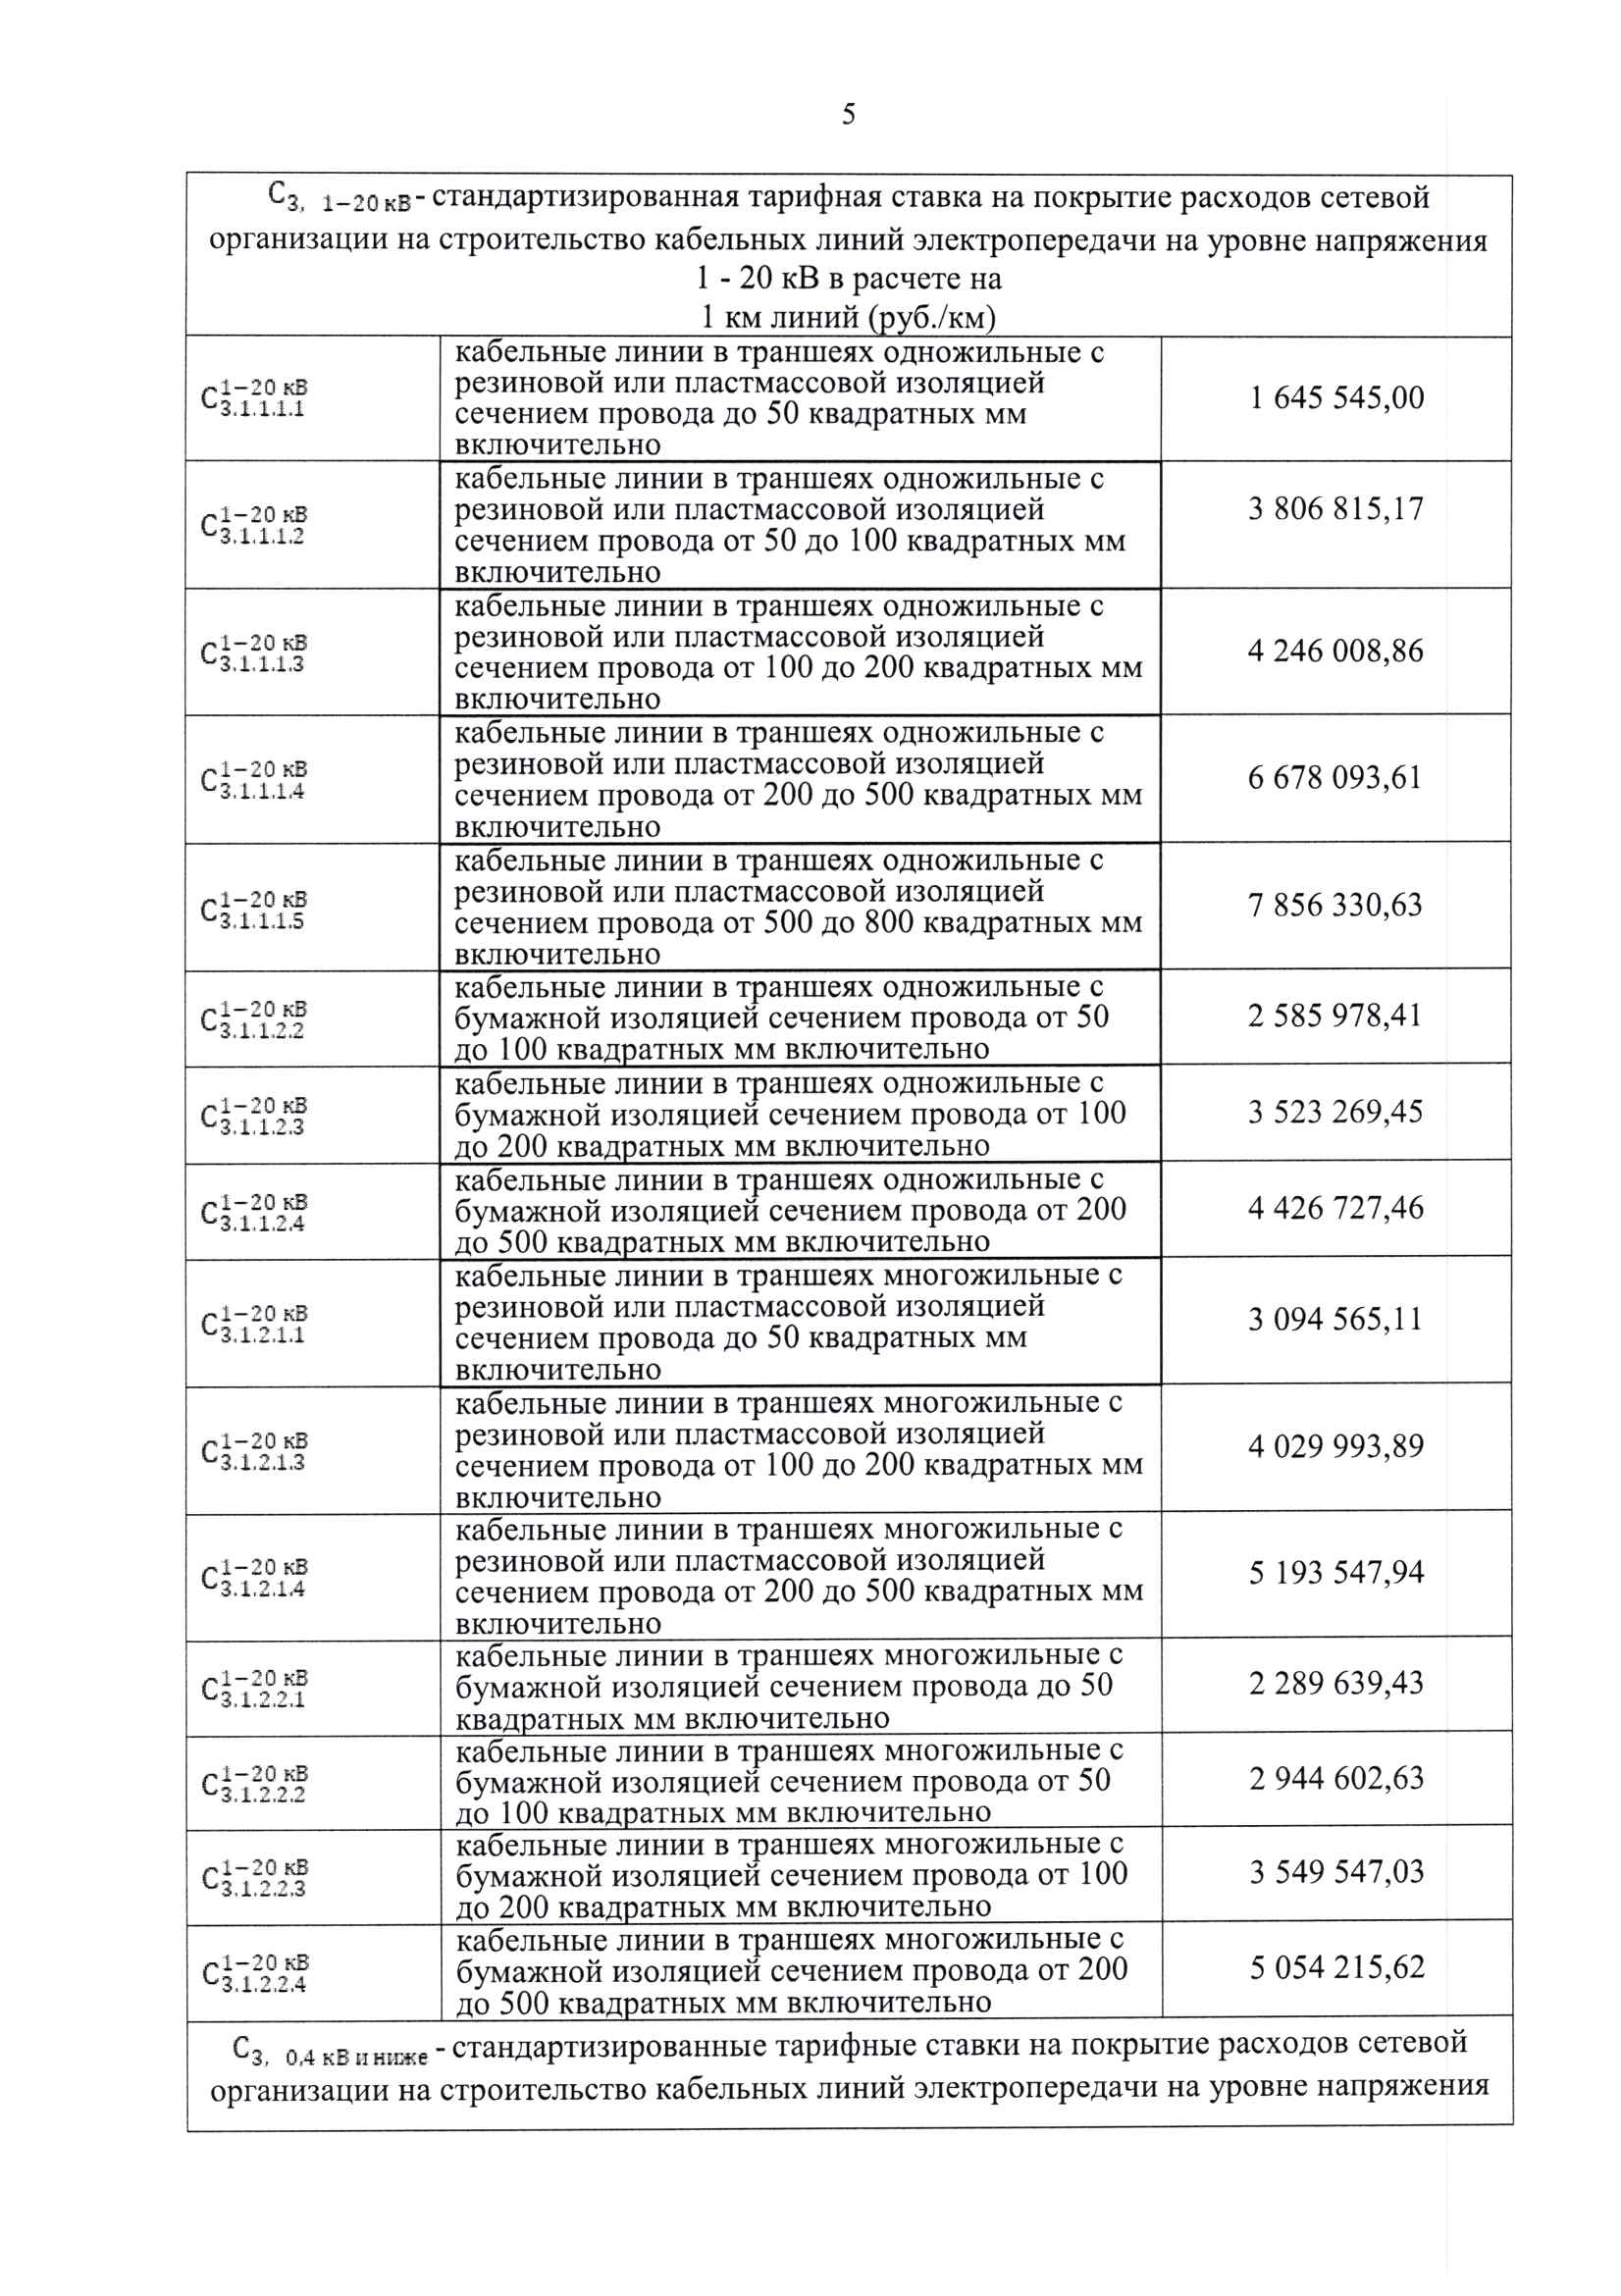 5
С3, 1–20 кВ - стандартизированная тарифная ставка на покрытие расходов сетевой
организации на строительство кабельных линий электропередачи на уровне напряжения
1 - 20 кВ в расчете на
1 км линий (руб./км)
С 1–20 кВ 3.1.1.1.1
кабельные линии в траншеях одножильные с
резиновой или пластмассовой изоляцией
сечением провода до 50 квадратных мм
включительно
1 645 545,00
С 1–20 кВ 3.1.1.1.2
кабельные линии в траншеях одножильные с
резиновой или пластмассовой изоляцией
сечением провода от 50 до 100 квадратных мм
включительно
3 806 815,17
С 1–20 кВ 3.1.1.1.3
кабельные линии в траншеях одножильные с
резиновой или пластмассовой изоляцией
сечением провода от 100 до 200 квадратных мм
включительно
4 246 008,86
С 1–20 кВ 3.1.1.1.4
кабельные линии в траншеях одножильные с
резиновой или пластмассовой изоляцией
сечением провода от 200 до 500 квадратных мм
включительно
6 678 093,61
С 1–20 кВ 3.1.1.1.5
кабельные линии в траншеях одножильные с
резиновой или пластмассовой изоляцией
сечением провода от 500 до 800 квадратных мм
включительно
7 856 330,63
С 1–20 кВ 3.1.1.2.2
кабельные линии в траншеях одножильные с
бумажной изоляцией сечением провода от 50
до 100 квадратных мм включительно
2 585 978,41
С 1–20 кВ 3.1.1.2.3
кабельные линии в траншеях одножильные с
бумажной изоляцией сечением провода от 100
до 200 квадратных мм включительно
3 523 269,45
С 1–20 кВ 3.1.1.2.4
кабельные линии в траншеях одножильные с
бумажной изоляцией сечением провода от 200
до 500 квадратных мм включительно
4 426 727,46
С 1–20 кВ 3.1.2.1.1
кабельные линии в траншеях многожильные с
резиновой или пластмассовой изоляцией
сечением провода до 50 квадратных мм
включительно
3 094 565,11
С 1–20 кВ 3.1.2.1.3
кабельные линии в траншеях многожильные с
резиновой или пластмассовой изоляцией
сечением провода от 100 до 200 квадратных мм
включительно
4 029 993,89
С 1–20 кВ 3.1.2.1.4
кабельные линии в траншеях многожильные с
резиновой или пластмассовой изоляцией
сечением провода от 200 до 500 квадратных мм
включительно
5 193 547,94
С 1–20 кВ 3.1.2.2.1
кабельные линии в траншеях многожильные с
бумажной изоляцией сечением провода до 50
квадратных мм включительно
2 289 639,43
С 1–20 кВ 3.1.2.2.2
кабельные линии в траншеях многожильные с
бумажной изоляцией сечением провода от 50
до 100 квадратных мм включительно
2 944 602,63
С 1–20 кВ 3.1.2.2.3
кабельные линии в траншеях многожильные с
бумажной изоляцией сечением провода от 100
до 200 квадратных мм включительно
3 549 547,03
С 1–20 кВ 3.1.2.2.4
кабельные линии в траншеях многожильные с
бумажной изоляцией сечением провода от 200
до 500 квадратных мм включительно
5 054 215,62
С3, 0,4 кВ и ниже - стандартизированные тарифные ставки на покрытие расходов сетевой
организации на строительство кабельных линий электропередачи на уровне напряжения